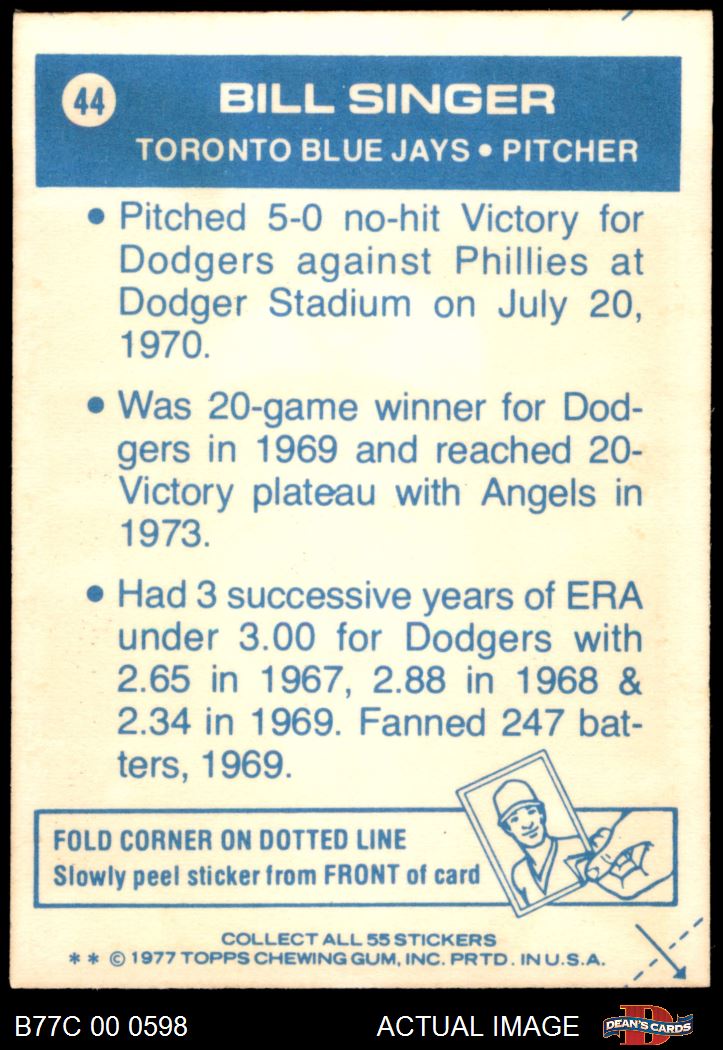 44
BILL SINGER
TORONTO BLUE JAYS • PITCHER
• Pitched 5-0 no-hit Victory for
Dodgers against Phillies at
Dodger Stadium on July 20,
1970.
• Was 20-game winner for Dod-
gers in 1969 and reached 20-
Victory plateau with Angels in
1973.
• Had 3 successive years of ERA
under 3.00 for Dodgers with
2.65 in 1967, 2.88 in 1968 &
2.34 in 1969. Fanned 247 bat-
ters, 1969.
FOLD CORNER ON DOTTED LINE
Slowly peel sticker from FRONT of card
COLLECT ALL 55 STICKERS
* * © 1977 TOPPS CHEWING GUM, INC. PRTD. IN U.S.A.
B77C 00 0598
ACTUAL IMAGE
D
DEAN'S CARDS